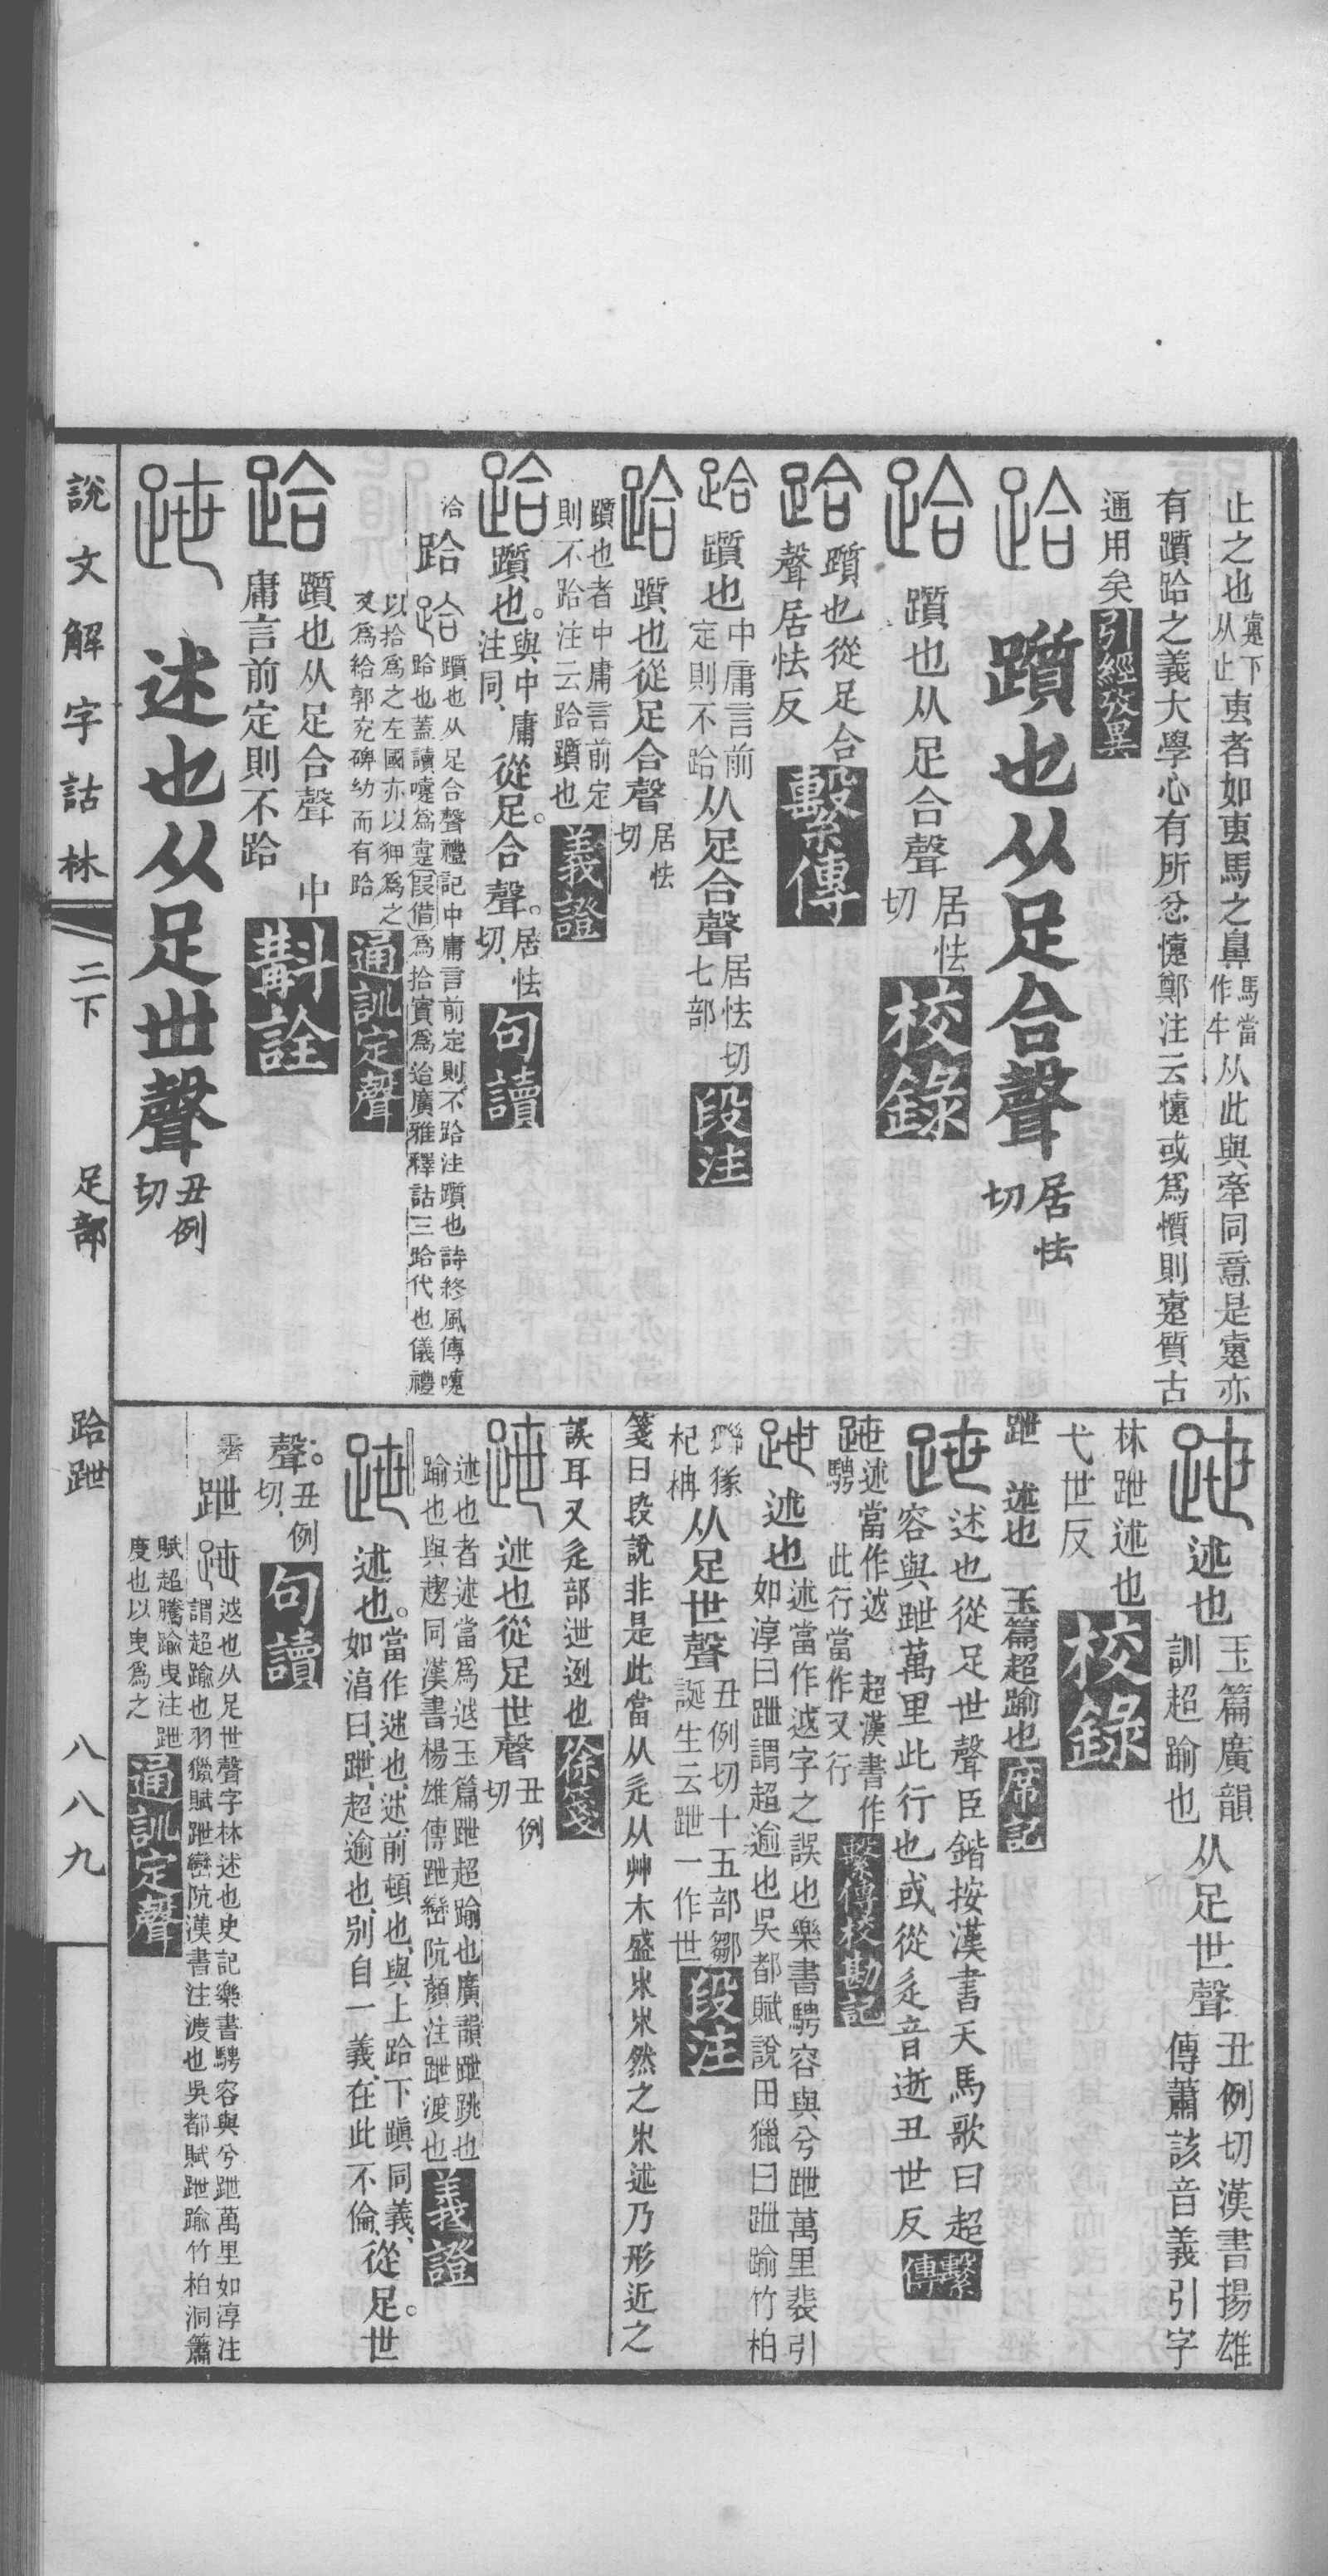 止之也从疐下止叀者如叀馬之鼻馬當作牛从此與牽同意是疐亦
有躓跲之義大學心有所忿懥鄭注云懥或爲懫則疐質古
通用矣引經攷異
跲 躓也从足合聲居怯切
跲 躓也从足合聲居怯切校錄
跲 躓也從足合聲居怯反繫傳
跲 躓也中庸言前定則不跲从足合聲居怯切七部段注
跲 躓也從足合聲居怯切
躓也者中庸言前定則不跲注云跲躓也義證
跲 躓也。與中庸注同、從足。合聲。居怯切、句讀
洽 跲 跲躓也从足合聲禮記中庸言前定則不跲注躓也詩終風傳嚏跲也蓋讀嚏爲疐假借爲拾實爲迨廣雅釋詁三跲代也儀禮
以拾爲之左國亦以狎爲之又爲給郭究碑幼而有跲通訓定聲
跲 躓也从足合聲 中庸言前定則不跲斠詮
跇 述也从足世聲丑例切
跇 述也玉篇廣韻訓超踰也从足世聲丑例切漢書揚雄傳蕭該音義引字
林跇述也弋世反校錄
跇 述也 玉篇超踰也席記
跇 述也從足世聲臣鍇按漢書天馬歌曰超容與跇萬里此行也或從辵音逝丑世反繫傳
跇述當作越 超漢書作騁 此行當作又行繫傳校勘記
跇 述也述當作越字之誤也樂書騁容與兮跇萬里裴引如淳曰跇謂超逾也吳都賦說田獵曰跇踰竹柏
㺑猭杞柟从足世聲丑例切十五部鄒誕生云跇一作世段注
箋曰段說非是此當从辵从艸木盛㞢㞢然之㞢述乃形近之
誤耳又辵部迣迾也徐箋
跇 述也從足世聲丑例切
述也者述當爲越玉篇跇超踰也廣韻跇跳也踰也與䟐同漢書楊雄傳跇巒阬顏注跇渡也義證
跇 述也。當作迣也、迣、前頓也、與上跲下蹎同義、如湻曰、跇、超逾也、別自一義、在此不倫、從足。世
聲。丑例切、句讀
霽 跇 跇越也从足世聲字林述也史記樂書騁容與兮跇萬里如淳注謂超踰也羽獵賦跇巒阬漢書注渡也吳都賦跇踰竹柏洞簫
賦超騰踰曳注跇度也以曳爲之通訓定聲
說文解字詁林 二下 足部 跲跇 八八九